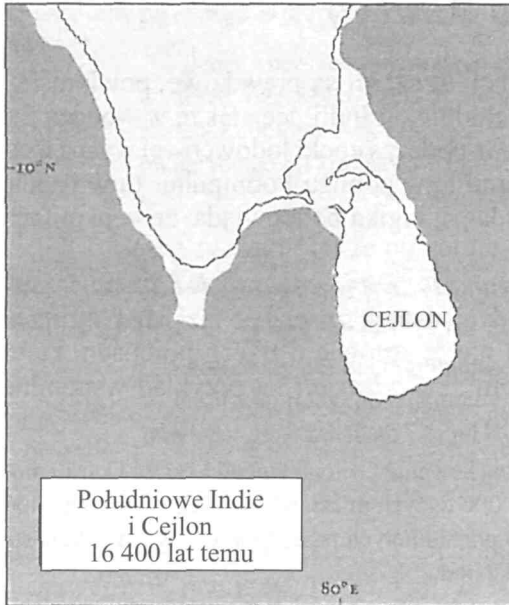 10°N
CEJLON
Południowe Indie
i Cejlon
16 400 lat temu
80° E